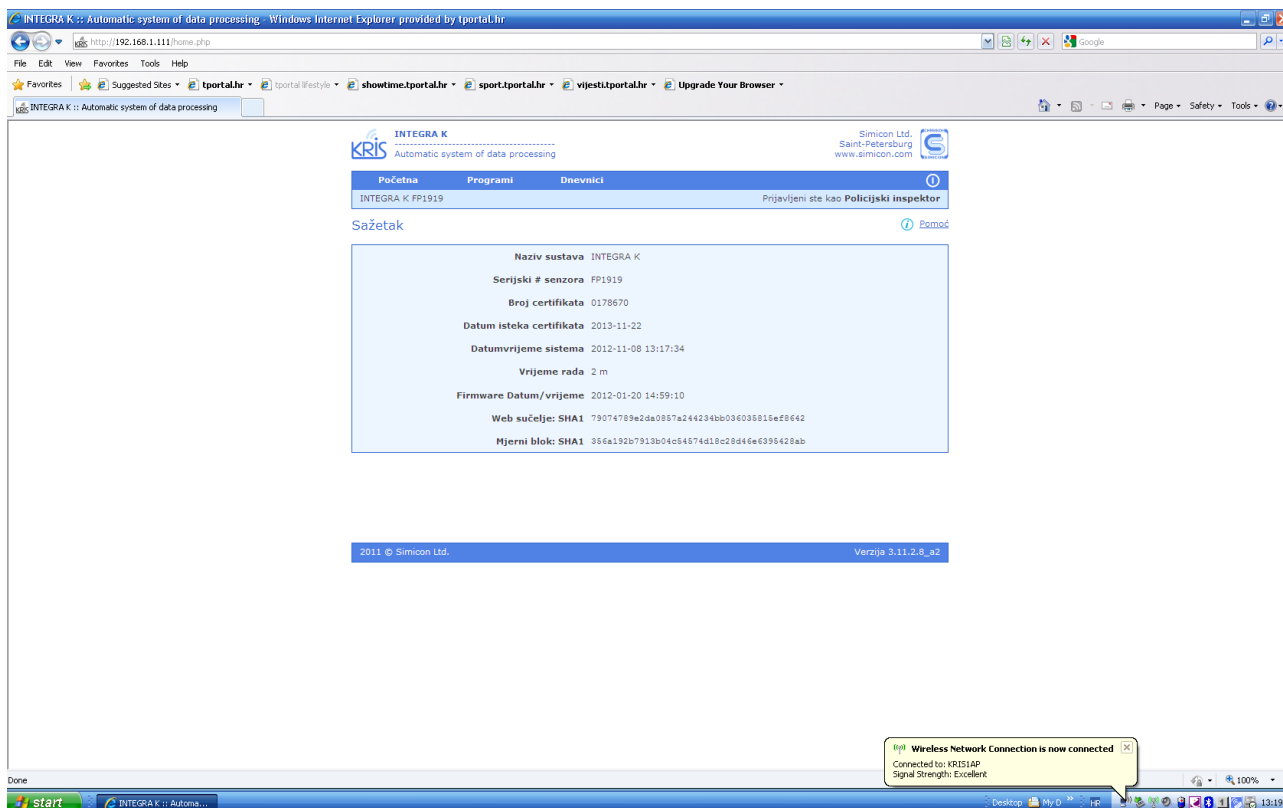 INTEGRA K :: Automatic system of data processing - Windows Internet Explorer provided by tportal.hr
KRIS http://192.168.1.111/home.php Google
File Edit View Favorites Tools Help
Favorites Suggested Sites tportal.hr tportal lifestyle showtime.tportal.hr sport.tportal.hr vijesti.tportal.hr Upgrade Your Browser
KRIS INTEGRA K :: Automatic system of data processing Page Safety Tools
KRIS INTEGRA K
Automatic system of data processing
Simicon Ltd.
Saint-Petersburg
www.simicon.com
SIMICON
Početna Programi Dnevnici
INTEGRA K FP1919 Prijavljeni ste kao Policijski inspektor
Sažetak Pomoć
Naziv sustava INTEGRA K
Serijski # senzora FP1919
Broj certifikata 0178670
Datum isteka certifikata 2013-11-22
Datumvrijeme sistema 2012-11-08 13:17:34
Vrijeme rada 2 m
Firmware Datum/vrijeme 2012-01-20 14:59:10
Web sučelje: SHA1 79074789e2da0857a244234bb036035815ef8642
Mjerni blok: SHA1 356a192b7913b04c54574d18c28d46e6395428ab
2011 © Simicon Ltd. Verzija 3.11.2.8_a2
Wireless Network Connection is now connected
Connected to: KRIS1AP
Signal Strength: Excellent
Done 100%
start INTEGRA K :: Automa... Desktop My D » HR 13:19